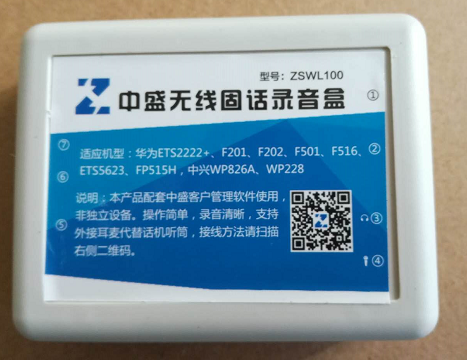 型号：ZSWL100
中盛无线固话录音盒
①
⑦
适应机型：华为ETS2222+、F201、F202、F501、F516、
②
ETS5623、FP515H，中兴WP826A、WP228
⑥
说明：本产品配套中盛客户管理软件使用，
非独立设备。操作简单，录音清晰，支持
⑤
③
外接耳麦代替话机听筒，接线方法请扫描
右侧二维码。
④